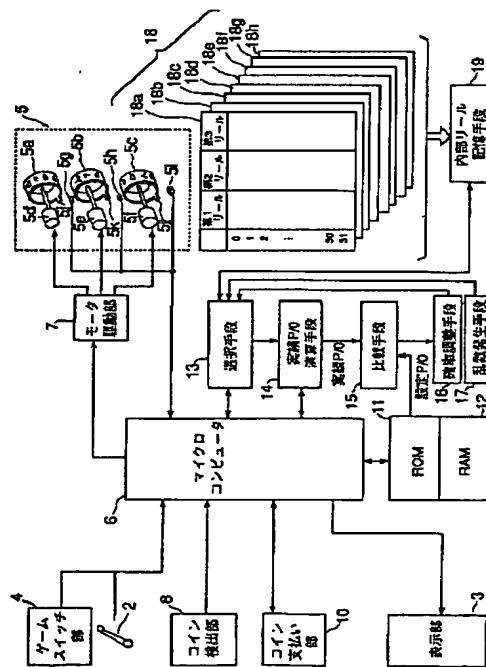 4
ゲーム
スイッチ
部
2
8
コイン
検出部
10
コイン
支払い
部
3
表示部
6
マイクロ
コンピュータ
7
モータ
駆動部
5
5a
5b
5c
5d
5e
5f
5g
5h
5i
5j
5k
5l
13
選択手段
14
実績P/O
演算手段
実績P/O
15
比較手段
設定P/O
11
ROM
RAM
12
16
確率調整手段
17
乱数発生手段
18
18a
18b
18c
18d
18e
18f
18g
18h
第1
リール
第2
リール
第3
リール
0
1
2
⋮
30
31
19
内部リール
記憶手段